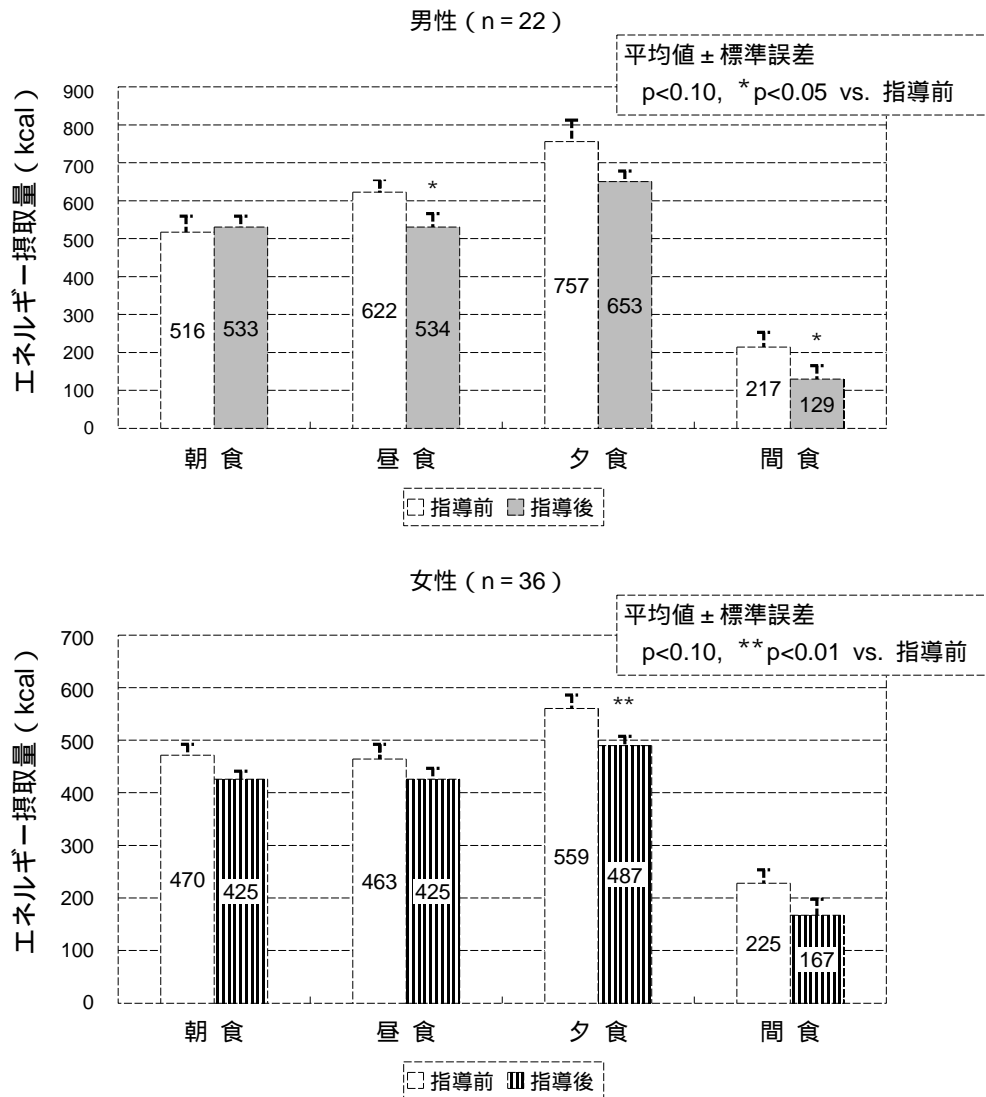 男性 ( n = 22 )
平均値 ± 標準誤差
p<0.10, *p<0.05 vs. 指導前
エネルギー摂取量 ( kcal )
900
800
700
600
500
400
300
200
100
0
*
*
516
533
622
534
757
653
217
129
朝 食
昼 食
夕 食
間 食
指導前
指導後
女性 ( n = 36 )
平均値 ± 標準誤差
p<0.10, **p<0.01 vs. 指導前
エネルギー摂取量 ( kcal )
700
600
500
400
300
200
100
0
**
470
425
463
425
559
487
225
167
朝 食
昼 食
夕 食
間 食
指導前
指導後